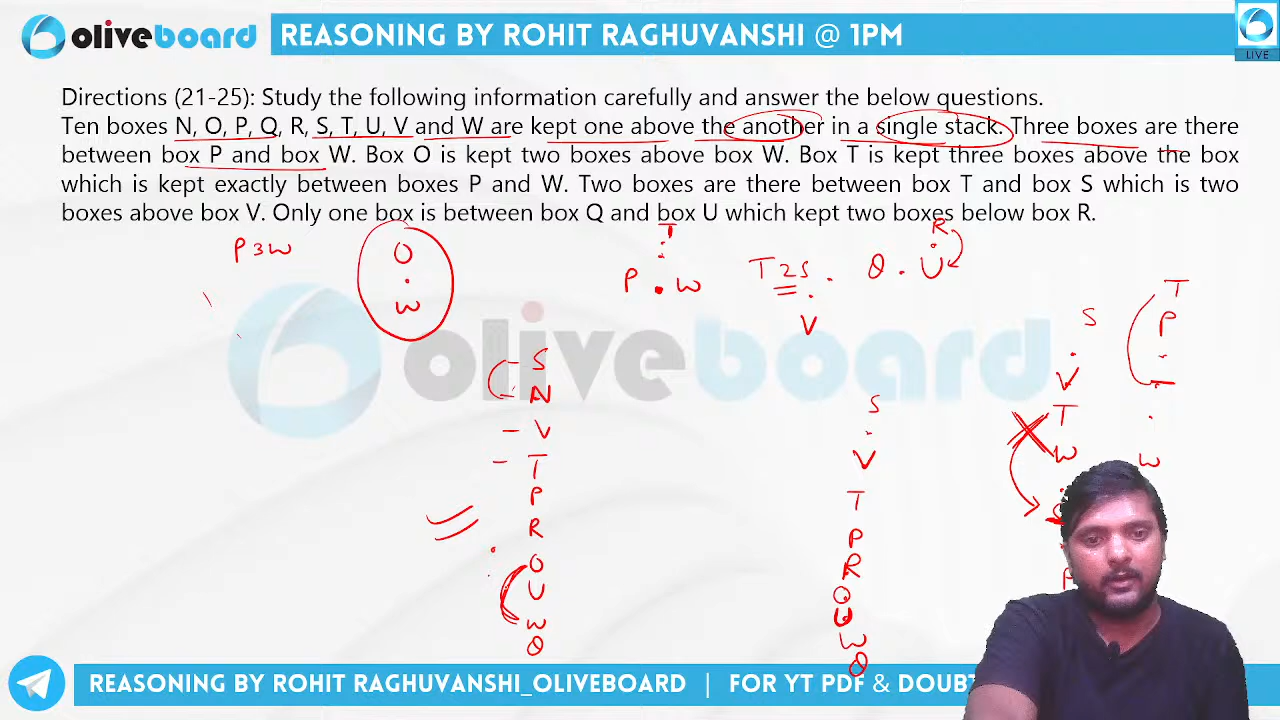 oliveboard REASONING BY ROHIT RAGHUVANSHI @ 1PM
LIVE
Directions (21-25): Study the following information carefully and answer the below questions.
Ten boxes N, O, P, Q, R, S, T, U, V and W are kept one above the another in a single stack. Three boxes are there
between box P and box W. Box O is kept two boxes above box W. Box T is kept three boxes above the box
which is kept exactly between boxes P and W. Two boxes are there between box T and box S which is two
boxes above box V. Only one box is between box Q and box U which kept two boxes below box R.
P 3 W
O
.
W
T
P . W
T 2 S
V
Q . U
R
S
N
V
T
P
R
O
U
W
Q
S
V
T
P
R
O
U
W
Q
S
V
T
W
T
P
W
oliveboard
REASONING BY ROHIT RAGHUVANSHI_OLIVEBOARD | FOR YT PDF &